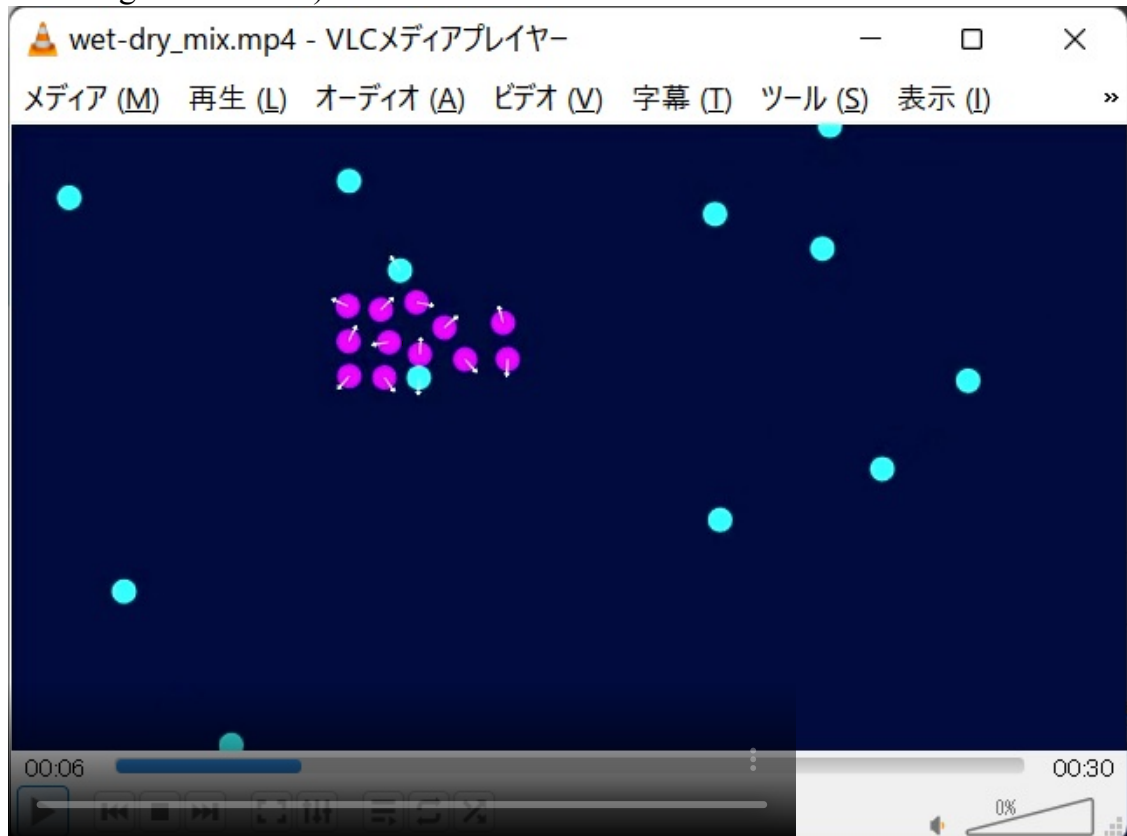 wet-dry_mix.mp4 - VLCメディアプレイヤー
メディア (M) 再生 (L) オーディオ (A) ビデオ (V) 字幕 (T) ツール (S) 表示 (I) »
00:06 00:30
0%